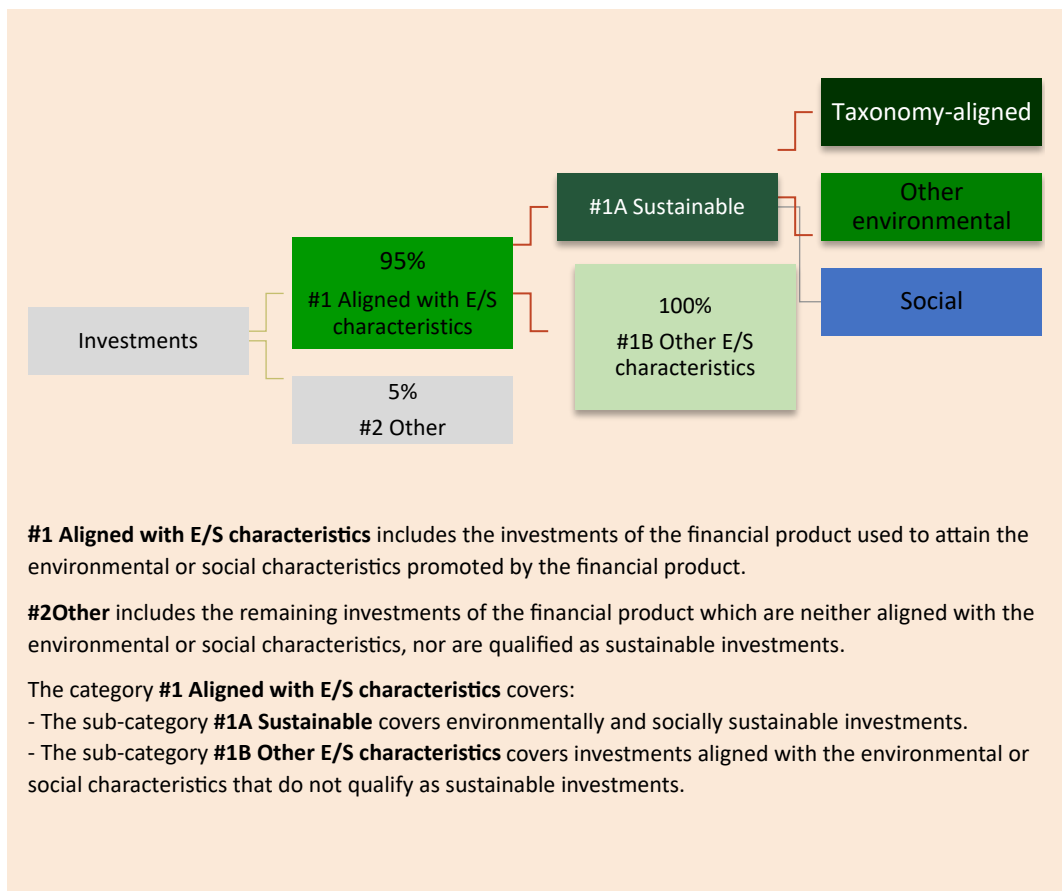 Taxonomy-aligned
#1A Sustainable
Other
environmental
95%
#1 Aligned with E/S
characteristics
Social
100%
#1B Other E/S
characteristics
Investments
5%
#2 Other
#1 Aligned with E/S characteristics includes the investments of the financial product used to attain the
environmental or social characteristics promoted by the financial product.
#2Other includes the remaining investments of the financial product which are neither aligned with the
environmental or social characteristics, nor are qualified as sustainable investments.
The category #1 Aligned with E/S characteristics covers:
- The sub-category #1A Sustainable covers environmentally and socially sustainable investments.
- The sub-category #1B Other E/S characteristics covers investments aligned with the environmental or
social characteristics that do not qualify as sustainable investments.